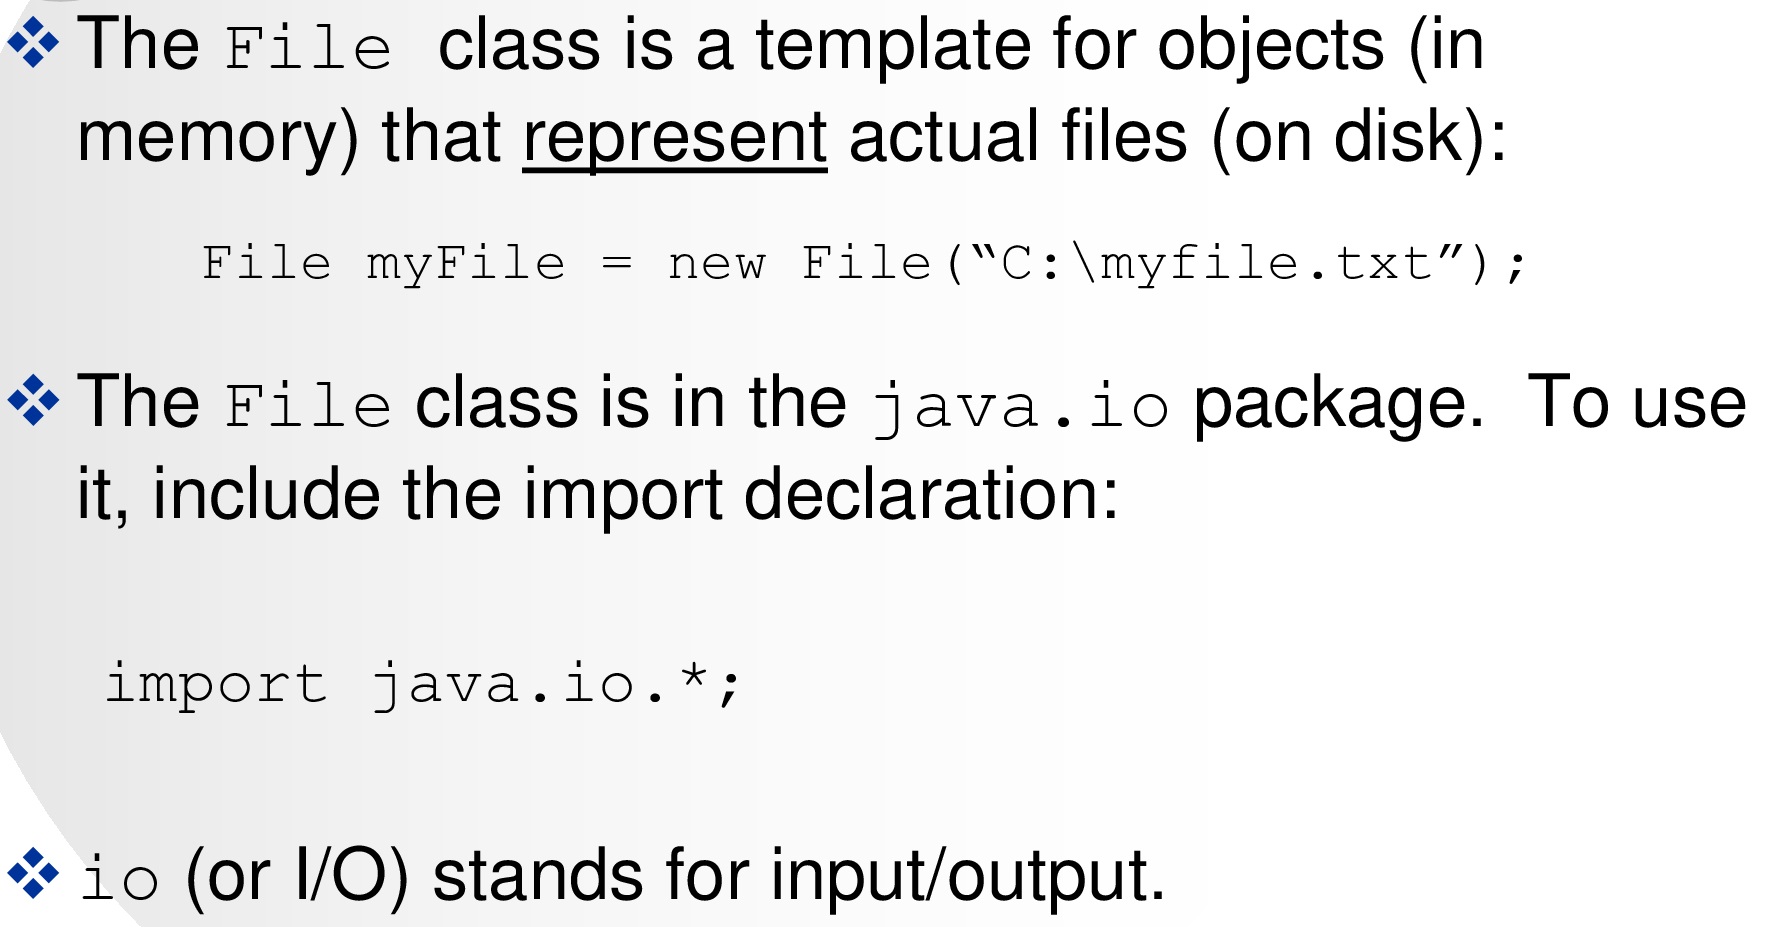 ❖ The File class is a template for objects (in
memory) that represent actual files (on disk):
File myFile = new File(“C:\myfile.txt”);
❖ The File class is in the java.io package. To use
it, include the import declaration:
import java.io.*;
❖ io (or I/O) stands for input/output.